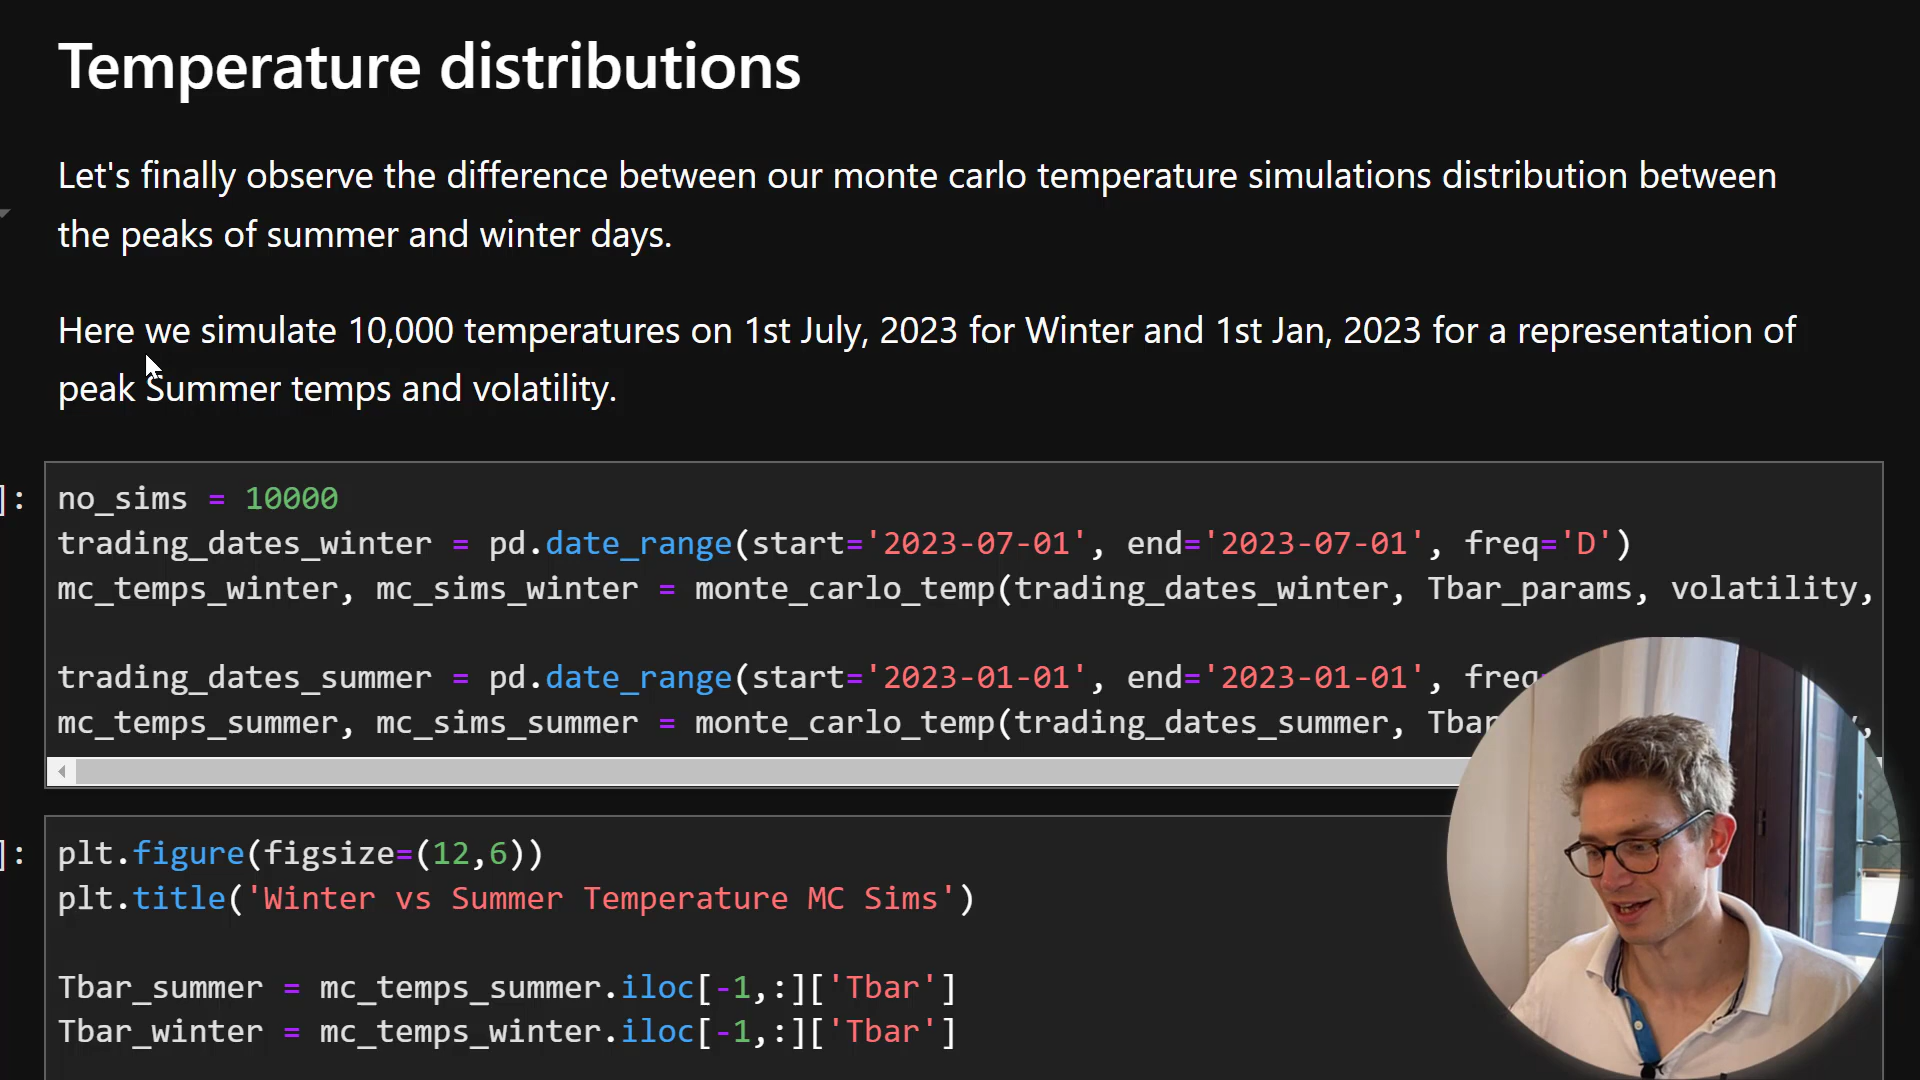 Temperature distributions
Let's finally observe the difference between our monte carlo temperature simulations distribution between
the peaks of summer and winter days.
Here we simulate 10,000 temperatures on 1st July, 2023 for Winter and 1st Jan, 2023 for a representation of
peak Summer temps and volatility.
]:
no_sims = 10000
trading_dates_winter = pd.date_range(start='2023-07-01', end='2023-07-01', freq='D')
mc_temps_winter, mc_sims_winter = monte_carlo_temp(trading_dates_winter, Tbar_params, volatility,
trading_dates_summer = pd.date_range(start='2023-01-01', end='2023-01-01', freq=
mc_temps_summer, mc_sims_summer = monte_carlo_temp(trading_dates_summer, Tbar
]:
plt.figure(figsize=(12,6))
plt.title('Winter vs Summer Temperature MC Sims')
Tbar_summer = mc_temps_summer.iloc[-1,:]['Tbar']
Tbar_winter = mc_temps_winter.iloc[-1,:]['Tbar']